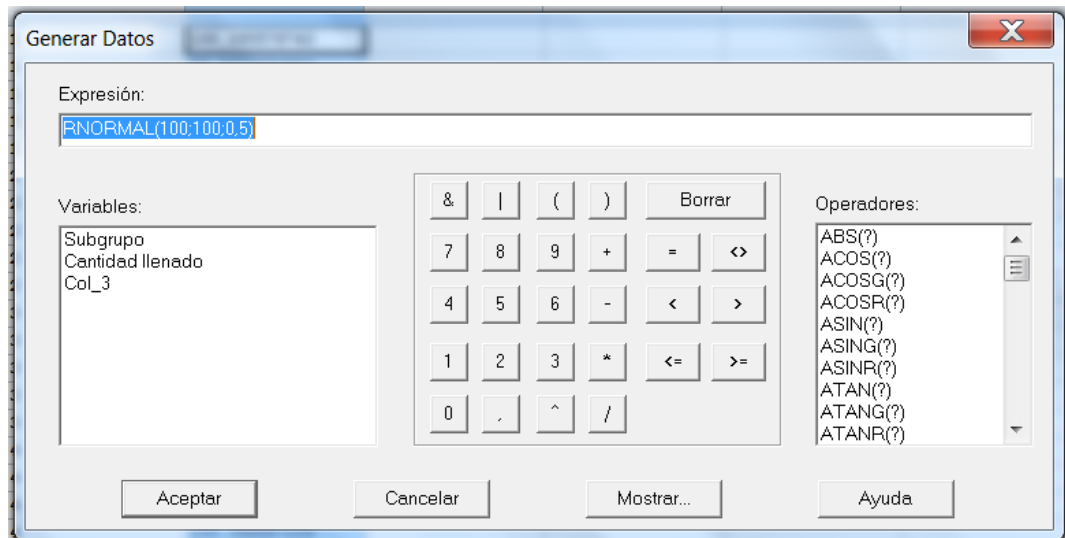 Generar Datos
Expresión:
RNORMAL(100;100;0,5)
Variables:
Subgrupo
Cantidad llenado
Col_3
& | ( ) Borrar
7 8 9 + = <>
4 5 6 - < >
1 2 3 * <= >=
0 , ^ /
Operadores:
ABS(?)
ACOS(?)
ACOSG(?)
ACOSR(?)
ASIN(?)
ASING(?)
ASINR(?)
ATAN(?)
ATANG(?)
ATANR(?)
Aceptar Cancelar Mostrar... Ayuda